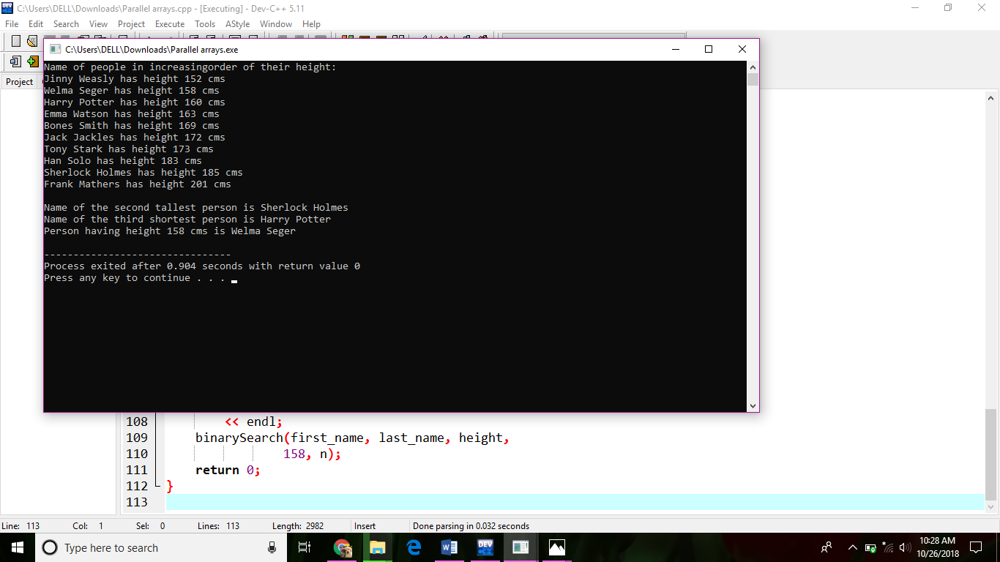 C:\Users\DELL\Downloads\Parallel arrays.cpp - [Executing] - Dev-C++ 5.11
File Edit Search View Project Execute Tools AStyle Window Help
C:\Users\DELL\Downloads\Parallel arrays.exe
Project
Name of people in increasingorder of their height:
Jinny Weasly has height 152 cms
Welma Seger has height 158 cms
Harry Potter has height 160 cms
Emma Watson has height 163 cms
Bones Smith has height 169 cms
Jack Jackles has height 172 cms
Tony Stark has height 173 cms
Han Solo has height 183 cms
Sherlock Holmes has height 185 cms
Frank Mathers has height 201 cms
Name of the second tallest person is Sherlock Holmes
Name of the third shortest person is Harry Potter
Person having height 158 cms is Welma Seger
--------------------------------
Process exited after 0.904 seconds with return value 0
Press any key to continue . . .
108 << endl;
109 binarySearch(first_name, last_name, height,
110 158, n);
111 return 0;
112 }
113
Line: 113 Col: 1 Sel: 0 Lines: 113 Length: 2982 Insert Done parsing in 0.032 seconds
Type here to search
10:28 AM
10/26/2018